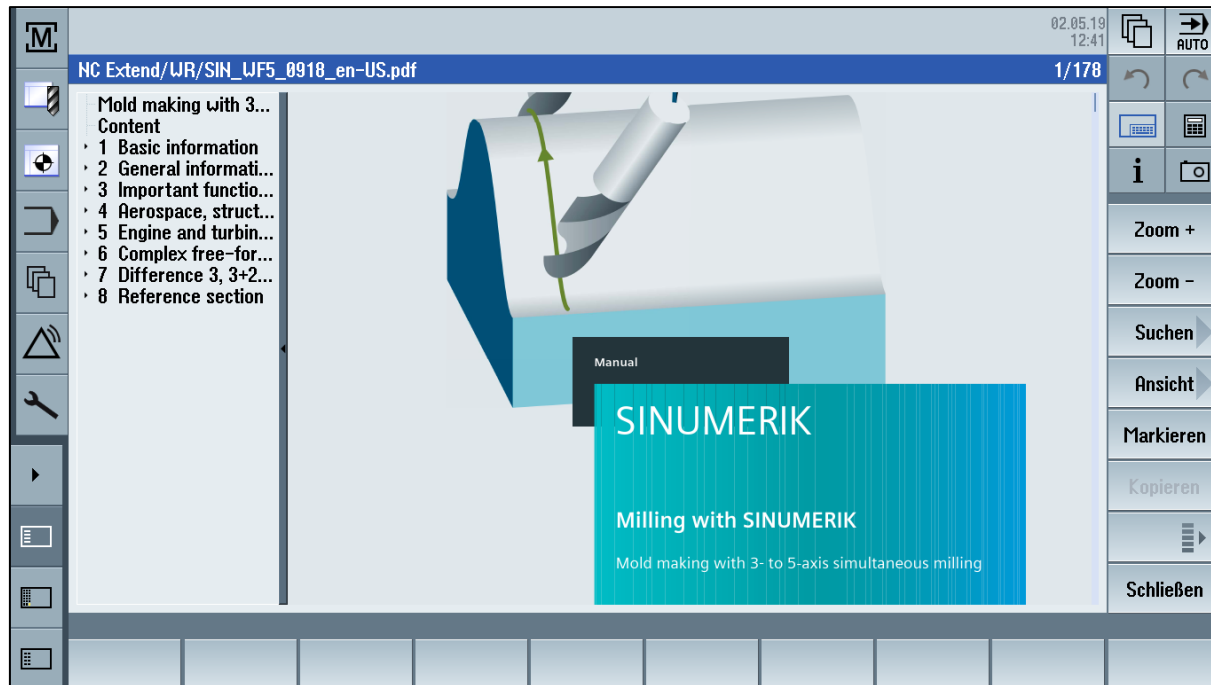 M
02.05.19
12:41
AUTO
NC Extend/WR/SIN_WF5_0918_en-US.pdf
1/178
Mold making with 3...
Content
1 Basic information
2 General informati...
3 Important functio...
4 Aerospace, struct...
5 Engine and turbin...
6 Complex free-for...
7 Difference 3, 3+2...
8 Reference section
Manual
SINUMERIK
Milling with SINUMERIK
Mold making with 3- to 5-axis simultaneous milling
i
Zoom +
Zoom -
Suchen
Ansicht
Markieren
Kopieren
Schließen